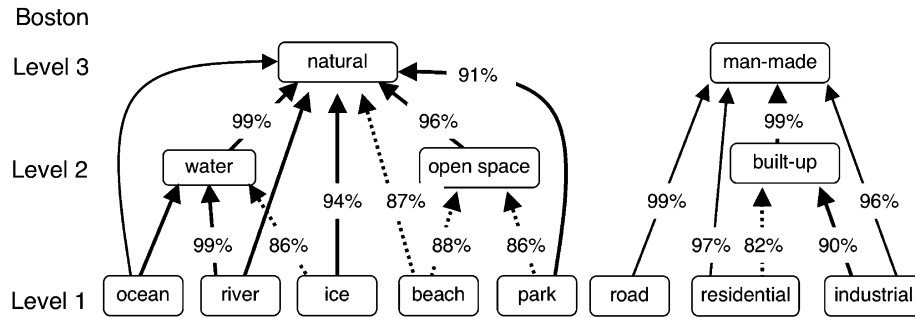 Boston
Level 3
natural
man-made
91%
99%
96%
99%
Level 2
water
open space
built-up
94%
87%
99%
96%
99%
86%
88%
86%
97%
82%
90%
Level 1
ocean
river
ice
beach
park
road
residential
industrial